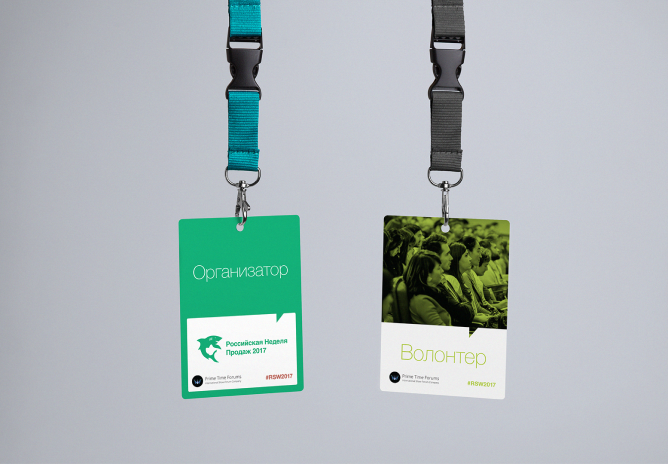 Организатор
Российская Неделя
Продаж 2017
Prime Time Forums
#RSW2017
Волонтер
Prime Time Forums
#RSW2017